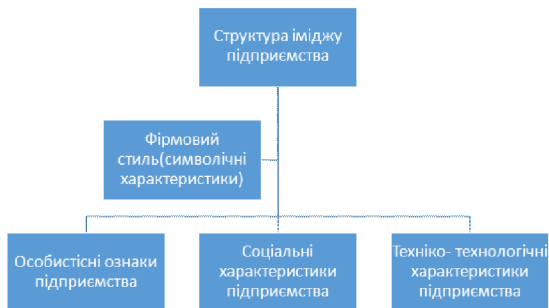 Структура іміджу
підприємства
Фірмовий
стиль(символічні
характеристики)
Особистісні ознаки
підприємства
Соціальні
характеристики
підприємства
Техніко- технологічні
характеристики
підприємства